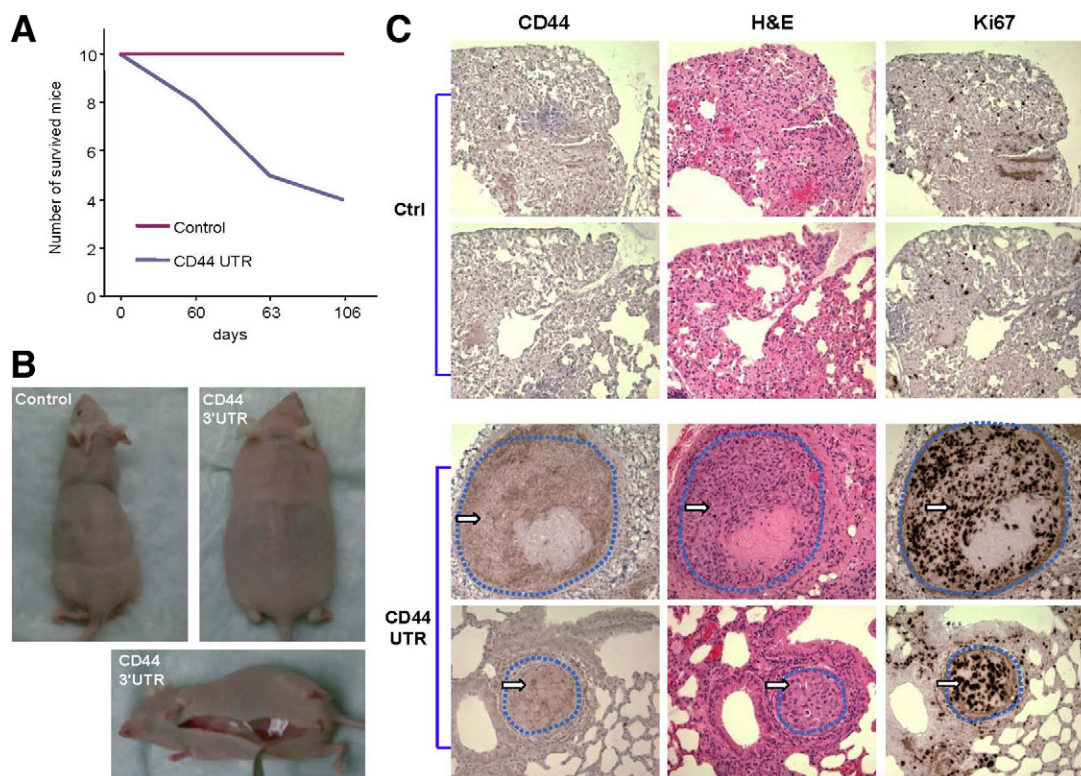 A
Number of survived mice
10
8
6
4
2
0
Control
CD44 UTR
0 60 63 106
days
B
Control
CD44
3'UTR
CD44
3'UTR
C
CD44 H&E Ki67
Ctrl
CD44
UTR